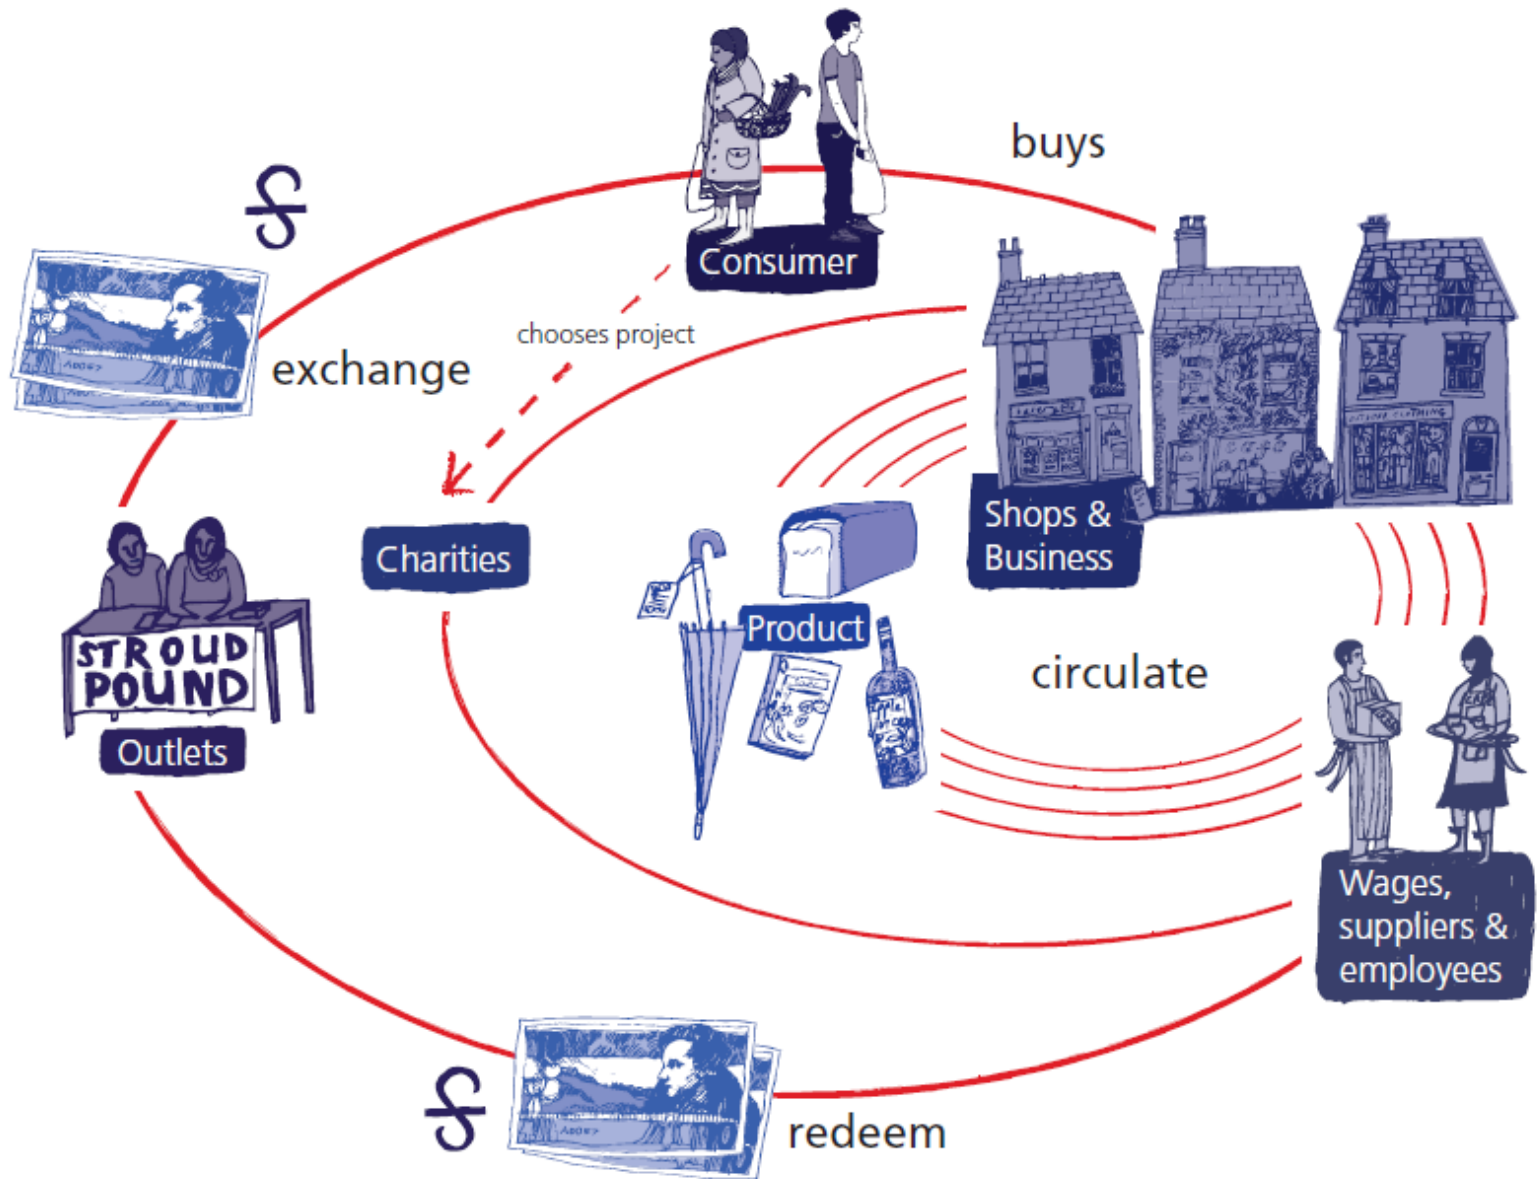 buys
Consumer
chooses project
exchange
Shops &
Business
Charities
Product
STROUD
POUND
Outlets
circulate
Wages,
suppliers &
employees
redeem